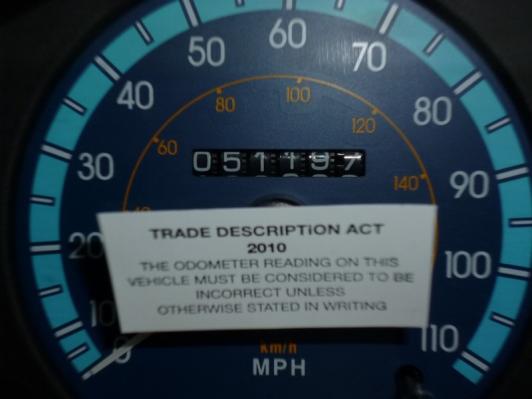 60
50 70
40 80
30 90
20 100
10 110
0
100
80 120
60 140
051197
TRADE DESCRIPTION ACT
2010
THE ODOMETER READING ON THIS
VEHICLE MUST BE CONSIDERED TO BE
INCORRECT UNLESS
OTHERWISE STATED IN WRITING
km/h
MPH